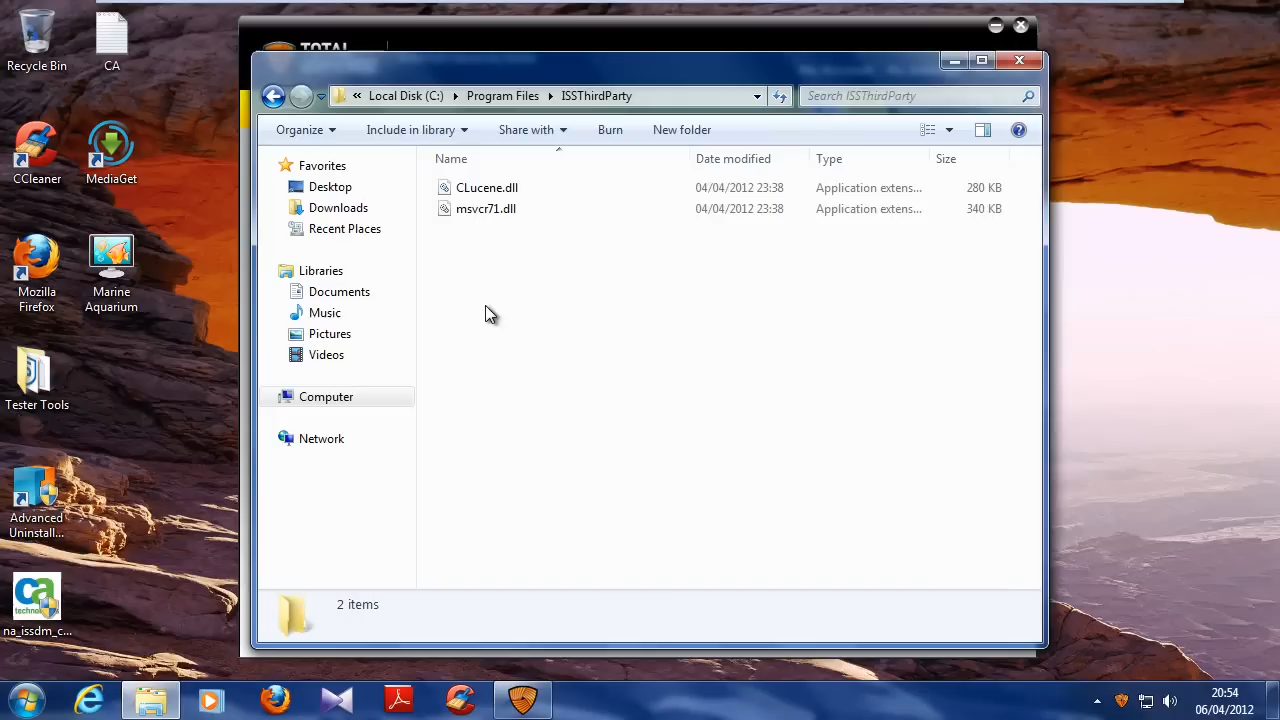 Recycle Bin
CA
CCleaner
MediaGet
Mozilla
Firefox
Marine
Aquarium
Tester Tools
Advanced
Uninstall...
ca
technologies
na_issdm_c...
TOTAL
« Local Disk (C:) Program Files ISSThirdParty
Search ISSThirdParty
Organize Include in library Share with Burn New folder
Favorites
Desktop
Downloads
Recent Places
Libraries
Documents
Music
Pictures
Videos
Computer
Network
Name Date modified Type Size
CLucene.dll 04/04/2012 23:38 Application extens... 280 KB
msvcr71.dll 04/04/2012 23:38 Application extens... 340 KB
2 items
20:54
06/04/2012